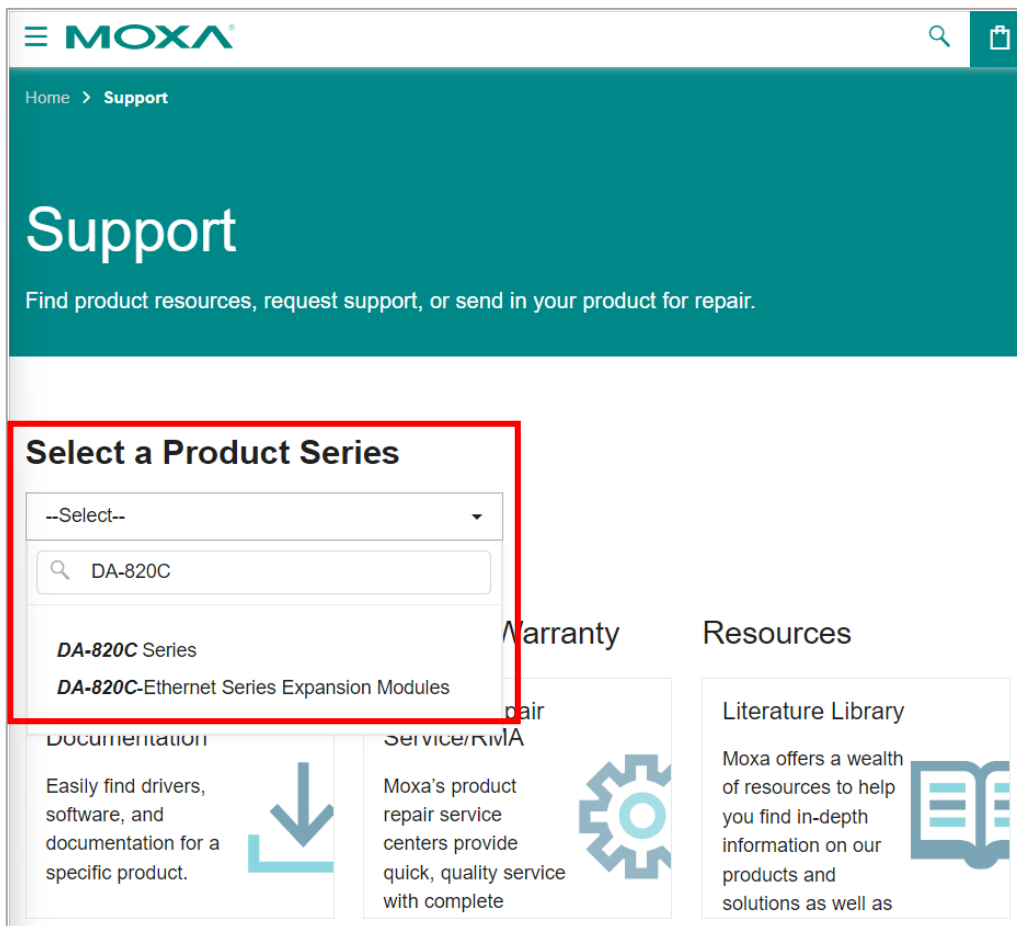 MOXA®
Home > Support
Support
Find product resources, request support, or send in your product for repair.
Select a Product Series
--Select--
DA-820C
DA-820C Series
DA-820C-Ethernet Series Expansion Modules
Warranty
Resources
Documentation
Easily find drivers,
software, and
documentation for a
specific product.
pair
Service/RMA
Moxa's product
repair service
centers provide
quick, quality service
with complete
Literature Library
Moxa offers a wealth
of resources to help
you find in-depth
information on our
products and
solutions as well as